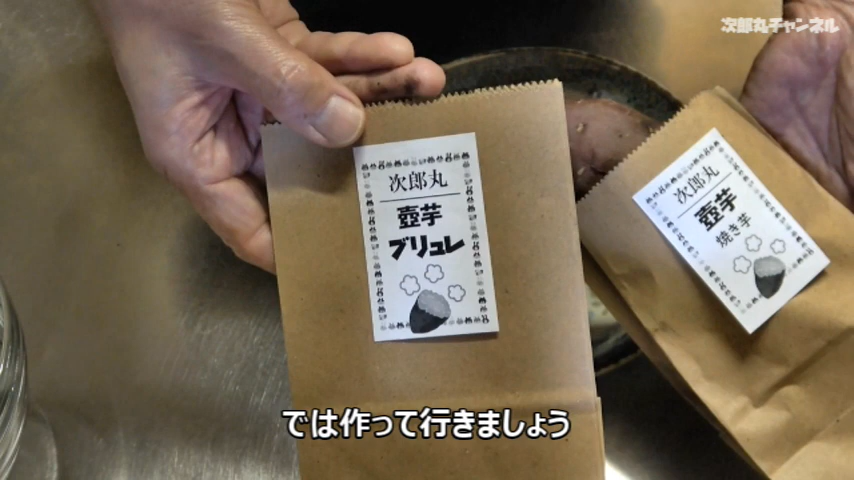 次郎丸チャンネル
次郎丸
壺芋
ブリュレ
次郎丸
壺芋
焼き芋
では作って行きましょう